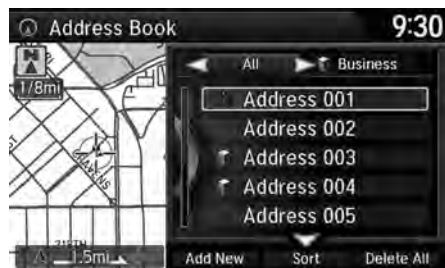 Address Book
9:30
N
1/8mi
All
Business
Address 001
Address 002
Address 003
Address 004
Address 005
1.5mi
Add New
Sort
Delete All